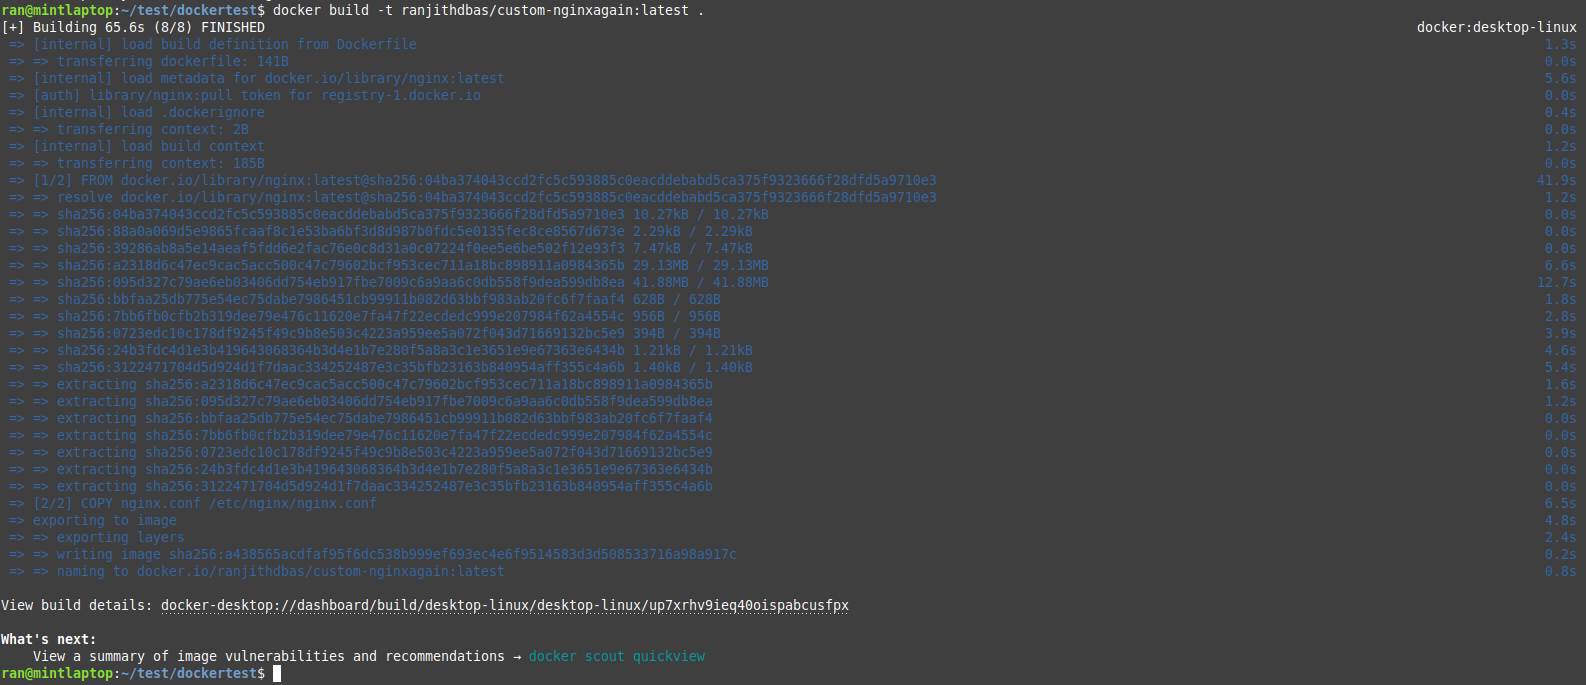 ran@mintlaptop:~/test/dockertest$ docker build -t ranjithdbas/custom-nginxagain:latest .
[+] Building 65.6s (8/8) FINISHED docker:desktop-linux
=> [internal] load build definition from Dockerfile 1.3s
=> => transferring dockerfile: 141B 0.0s
=> [internal] load metadata for docker.io/library/nginx:latest 5.6s
=> [auth] library/nginx:pull token for registry-1.docker.io 0.0s
=> [internal] load .dockerignore 0.4s
=> => transferring context: 2B 0.0s
=> [internal] load build context 1.2s
=> => transferring context: 185B 0.0s
=> [1/2] FROM docker.io/library/nginx:latest@sha256:04ba374043ccd2fc5c593885c0eacddebabd5ca375f9323666f28dfd5a9710e3 41.9s
=> => resolve docker.io/library/nginx:latest@sha256:04ba374043ccd2fc5c593885c0eacddebabd5ca375f9323666f28dfd5a9710e3 1.2s
=> => sha256:04ba374043ccd2fc5c593885c0eacddebabd5ca375f9323666f28dfd5a9710e3 10.27kB / 10.27kB 0.0s
=> => sha256:88a0a069d5e9865fcaaf8c1e53ba6bf3d8d987b0fdc5e0135fec8ce8567d673e 2.29kB / 2.29kB 0.0s
=> => sha256:39286ab8a5e14aeaf5fdd6e2fac76e0c8d31a0c07224f0ee5e6be502f12e93f3 7.47kB / 7.47kB 0.0s
=> => sha256:a2318d6c47ec9cac5acc500c47c79602bcf953cec711a18bc898911a0984365b 29.13MB / 29.13MB 6.6s
=> => sha256:095d327c79ae6eb03406dd754eb917fbe7009c6a9aa6c0db558f9dea599db8ea 41.88MB / 41.88MB 12.7s
=> => sha256:bbfaa25db775e54ec75dabe7986451cb99911b082d63bbf983ab20fc6f7faaf4 628B / 628B 1.8s
=> => sha256:7bb6fb0cfb2b319dee79e476c11620e7fa47f22ecdedc999e207984f62a4554c 956B / 956B 2.8s
=> => sha256:0723edc10c178df9245f49c9b8e503c4223a959ee5a072f043d71669132bc5e9 394B / 394B 3.9s
=> => sha256:24b3fdc4d1e3b419643068364b3d4e1b7e280f5a8a3c1e3651e9e67363e6434b 1.21kB / 1.21kB 4.6s
=> => sha256:3122471704d5d924d1f7daac334252487e3c35bfb23163b840954aff355c4a6b 1.40kB / 1.40kB 5.4s
=> => extracting sha256:a2318d6c47ec9cac5acc500c47c79602bcf953cec711a18bc898911a0984365b 1.6s
=> => extracting sha256:095d327c79ae6eb03406dd754eb917fbe7009c6a9aa6c0db558f9dea599db8ea 1.2s
=> => extracting sha256:bbfaa25db775e54ec75dabe7986451cb99911b082d63bbf983ab20fc6f7faaf4 0.0s
=> => extracting sha256:7bb6fb0cfb2b319dee79e476c11620e7fa47f22ecdedc999e207984f62a4554c 0.0s
=> => extracting sha256:0723edc10c178df9245f49c9b8e503c4223a959ee5a072f043d71669132bc5e9 0.0s
=> => extracting sha256:24b3fdc4d1e3b419643068364b3d4e1b7e280f5a8a3c1e3651e9e67363e6434b 0.0s
=> => extracting sha256:3122471704d5d924d1f7daac334252487e3c35bfb23163b840954aff355c4a6b 0.0s
=> [2/2] COPY nginx.conf /etc/nginx/nginx.conf 6.5s
=> exporting to image 4.8s
=> => exporting layers 2.4s
=> => writing image sha256:a438565acdfaf95f6dc538b999ef693ec4e6f9514583d3d508533716a98a917c 0.2s
=> => naming to docker.io/ranjithdbas/custom-nginxagain:latest 0.8s
View build details: docker-desktop://dashboard/build/desktop-linux/desktop-linux/up7xrhv9ieq40oispabcusfpx
What's next:
View a summary of image vulnerabilities and recommendations → docker scout quickview
ran@mintlaptop:~/test/dockertest$